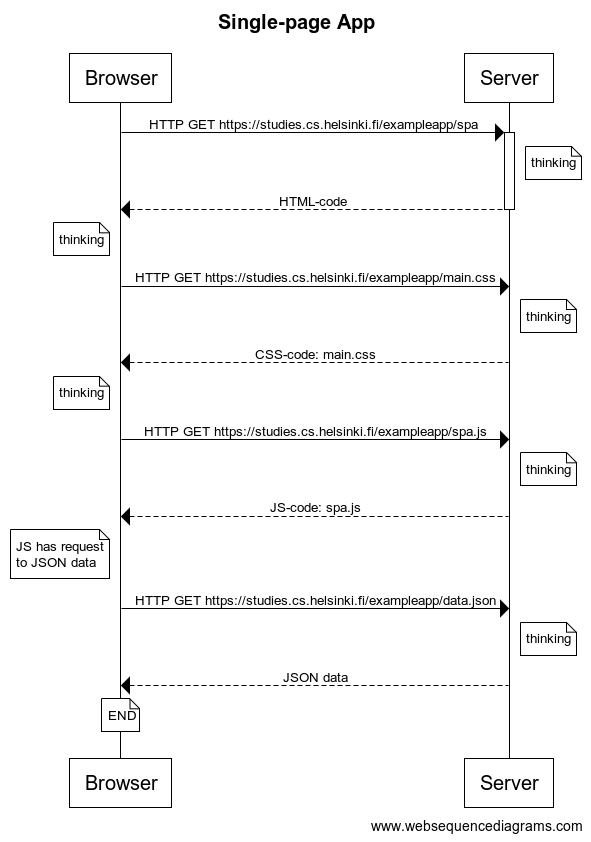 Single-page App
Browser
Server
HTTP GET https://studies.cs.helsinki.fi/exampleapp/spa
thinking
HTML-code
thinking
HTTP GET https://studies.cs.helsinki.fi/exampleapp/main.css
thinking
CSS-code: main.css
thinking
HTTP GET https://studies.cs.helsinki.fi/exampleapp/spa.js
thinking
JS-code: spa.js
JS has request
to JSON data
HTTP GET https://studies.cs.helsinki.fi/exampleapp/data.json
thinking
JSON data
END
Browser
Server
www.websequencediagrams.com